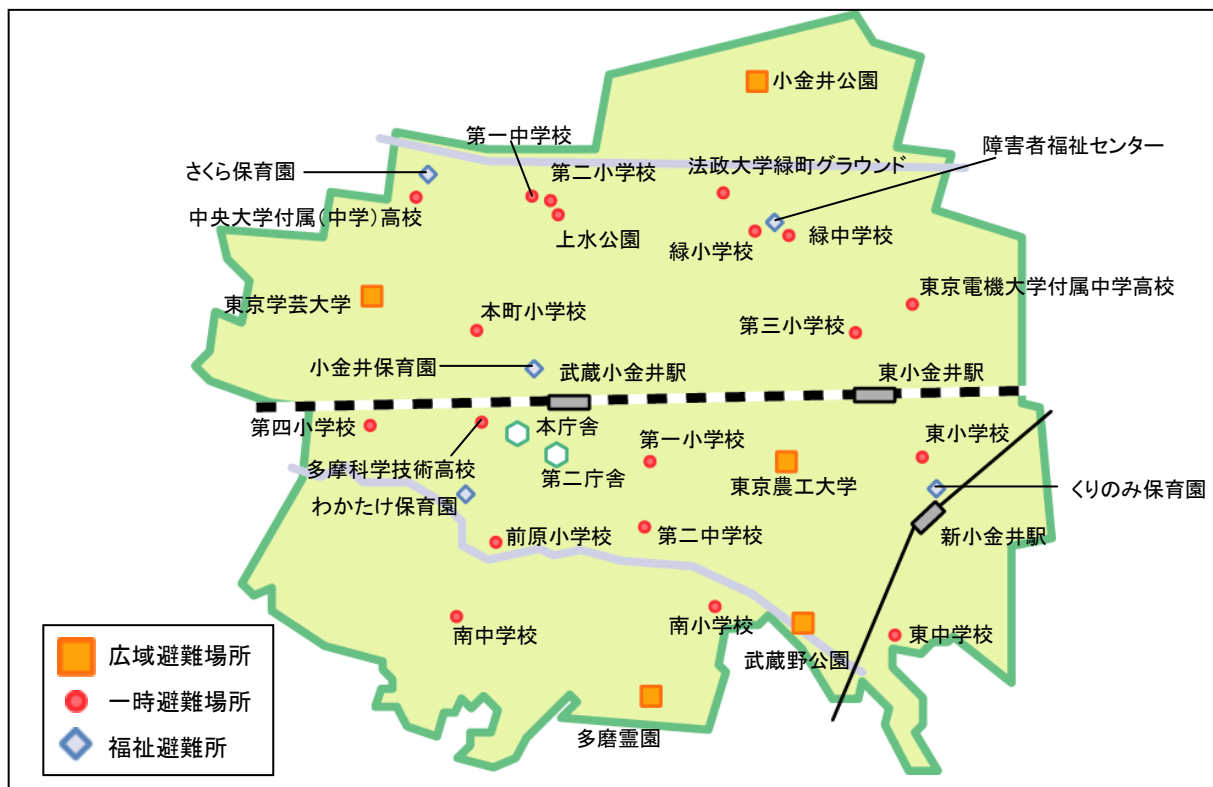 小金井公園
第一中学校
障害者福祉センター
さくら保育園
第二小学校
法政大学緑町グラウンド
中央大学付属(中学)高校
上水公園
緑小学校
緑中学校
東京学芸大学
東京電機大学付属中学高校
本町小学校
第三小学校
小金井保育園
武蔵小金井駅
東小金井駅
第四小学校
本庁舎
第一小学校
東小学校
多摩科学技術高校
第二庁舎
東京農工大学
くりのみ保育園
わかたけ保育園
前原小学校
第二中学校
新小金井駅
南中学校
南小学校
東中学校
武蔵野公園
多磨霊園
広域避難場所
一時避難場所
福祉避難所